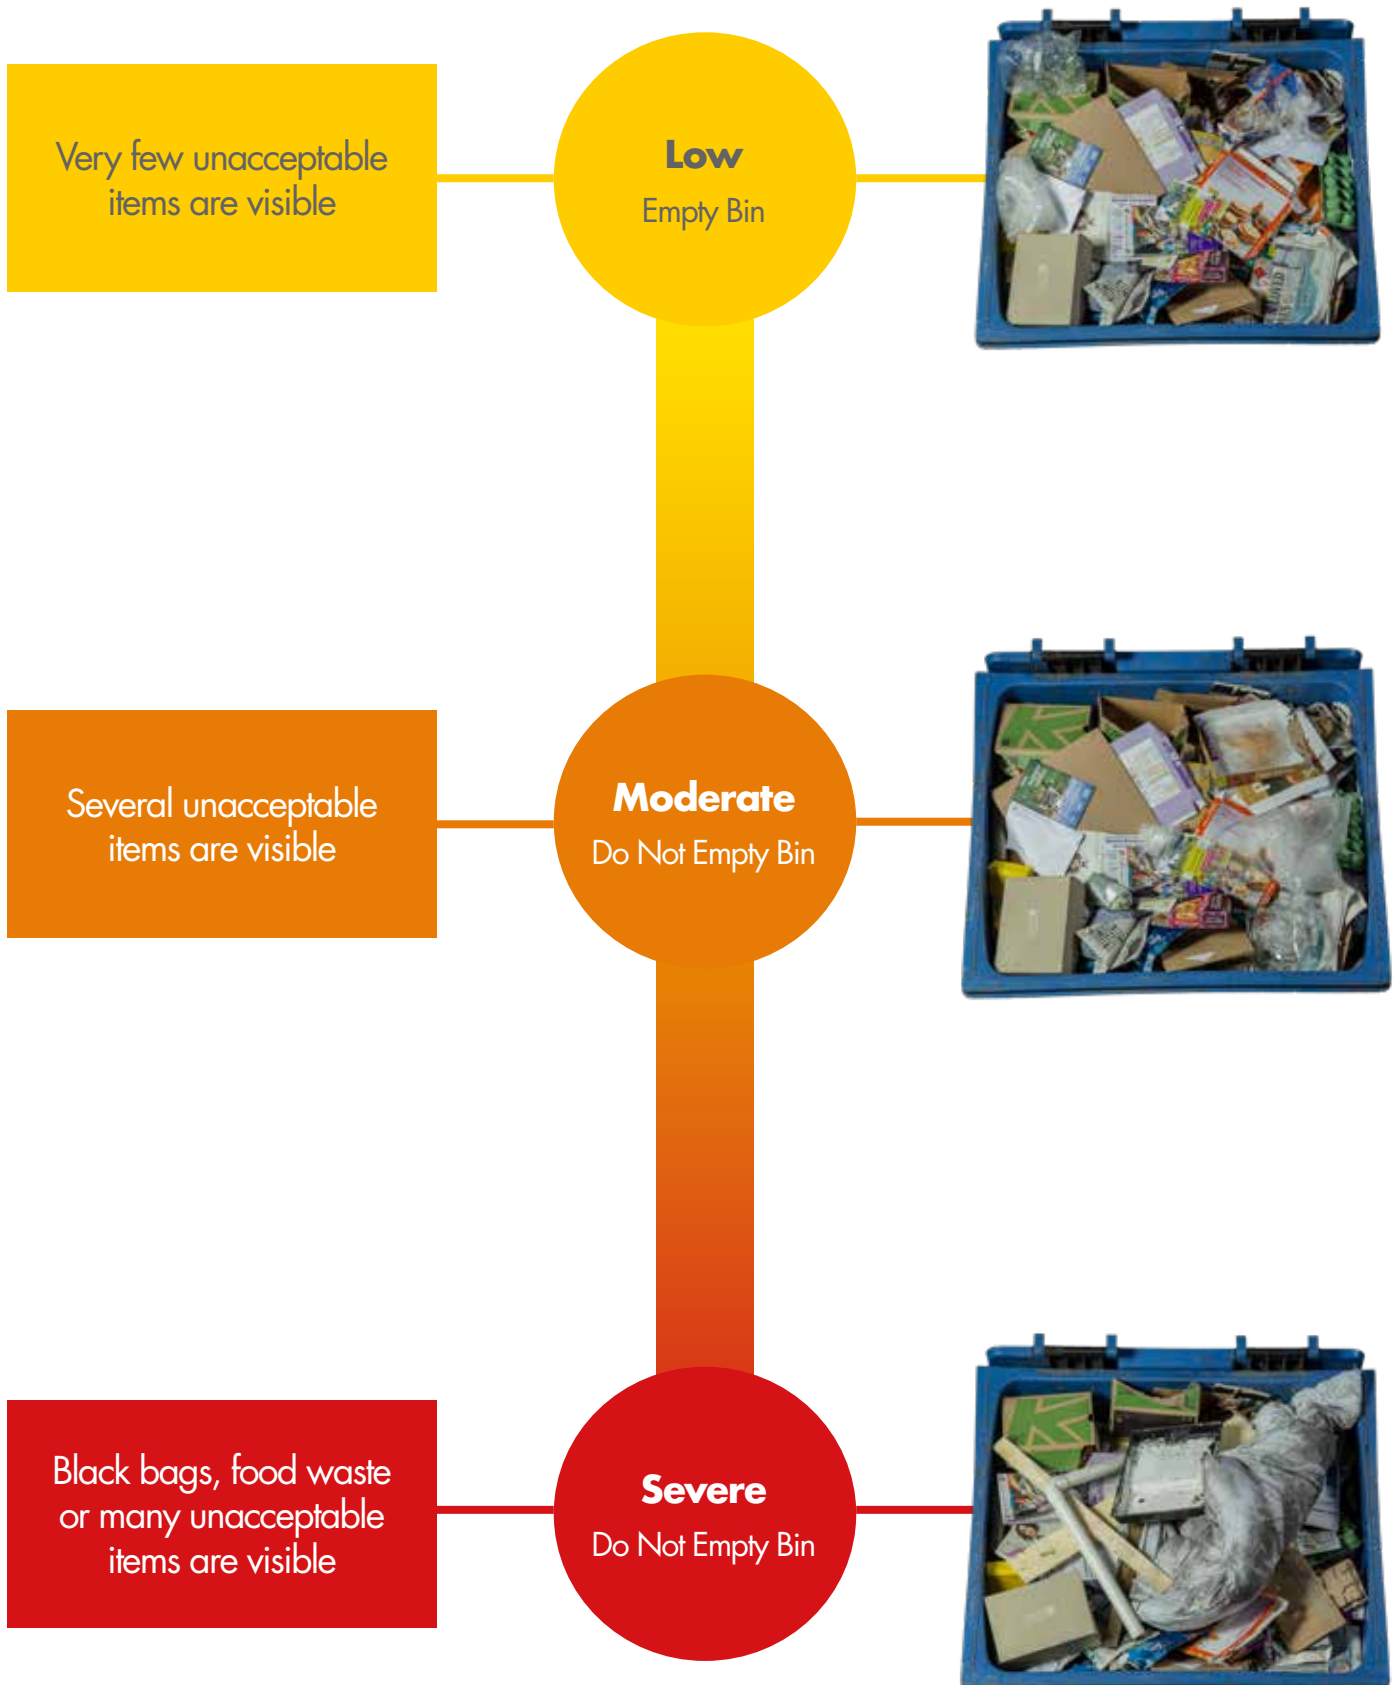 Very few unacceptable
items are visible
Low
Empty Bin
Several unacceptable
items are visible
Moderate
Do Not Empty Bin
Black bags, food waste
or many unacceptable
items are visible
Severe
Do Not Empty Bin